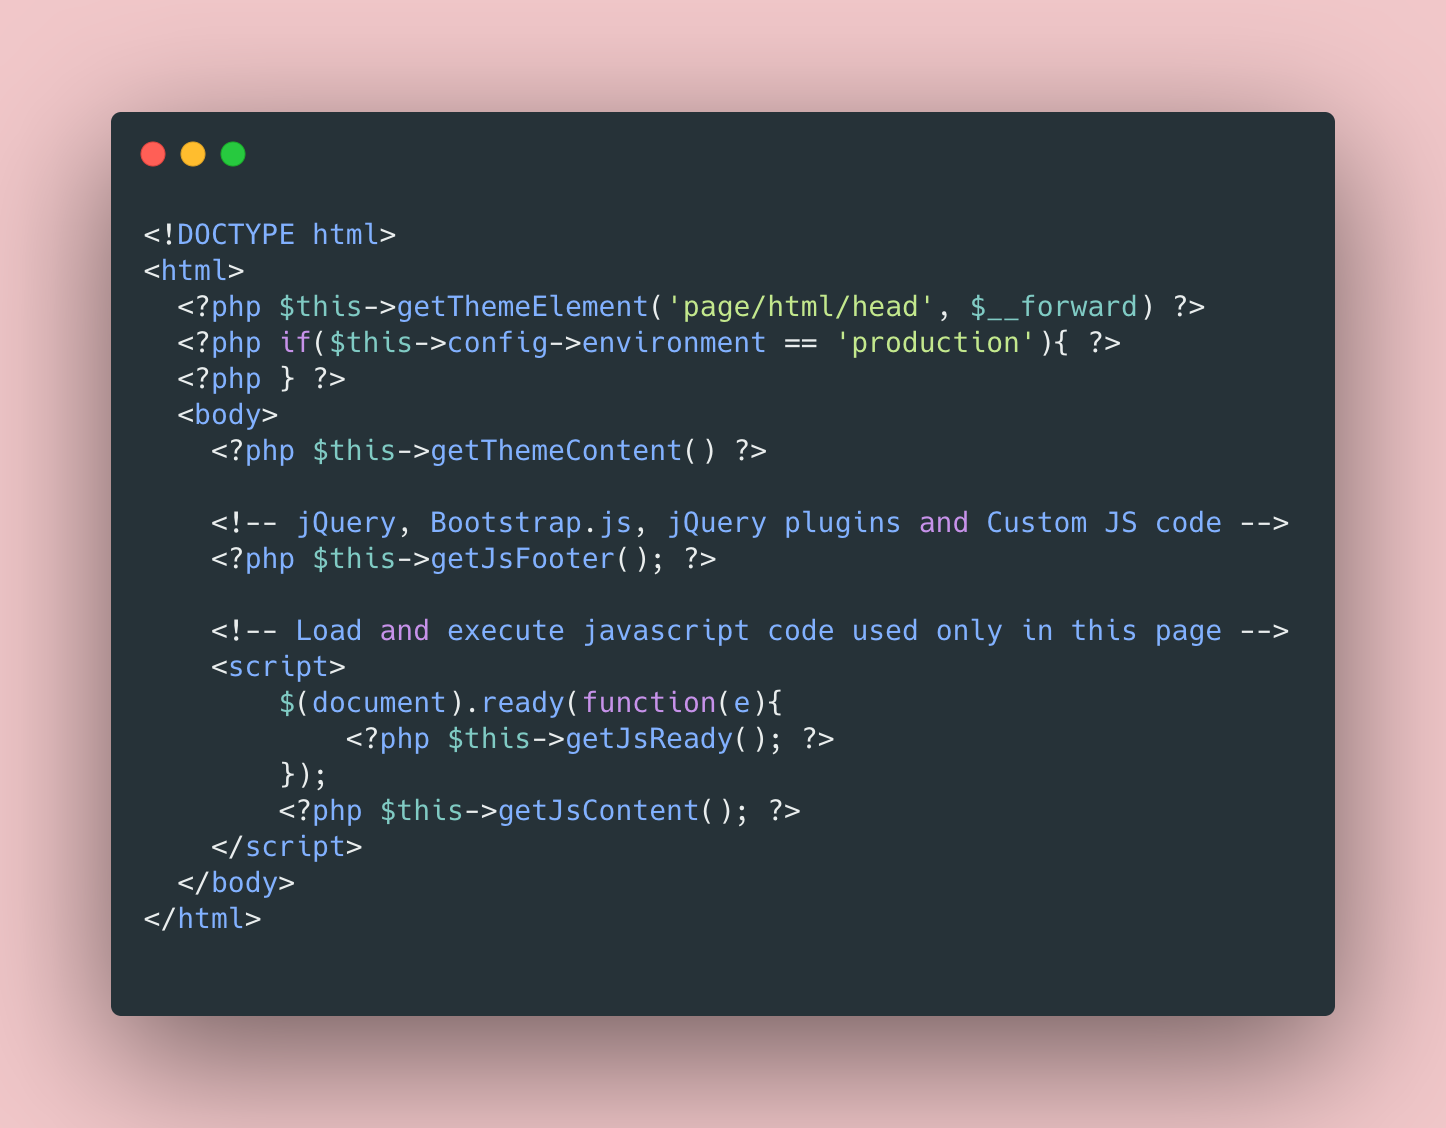 <!DOCTYPE html>
<html>
  <?php $this->getThemeElement('page/html/head', $__forward) ?>
  <?php if($this->config->environment == 'production'){ ?>
  <?php } ?>
  <body>
    <?php $this->getThemeContent() ?>

    <!-- jQuery, Bootstrap.js, jQuery plugins and Custom JS code -->
    <?php $this->getJsFooter(); ?>

    <!-- Load and execute javascript code used only in this page -->
    <script>
        $(document).ready(function(e){
            <?php $this->getJsReady(); ?>
        });
        <?php $this->getJsContent(); ?>
    </script>
  </body>
</html>